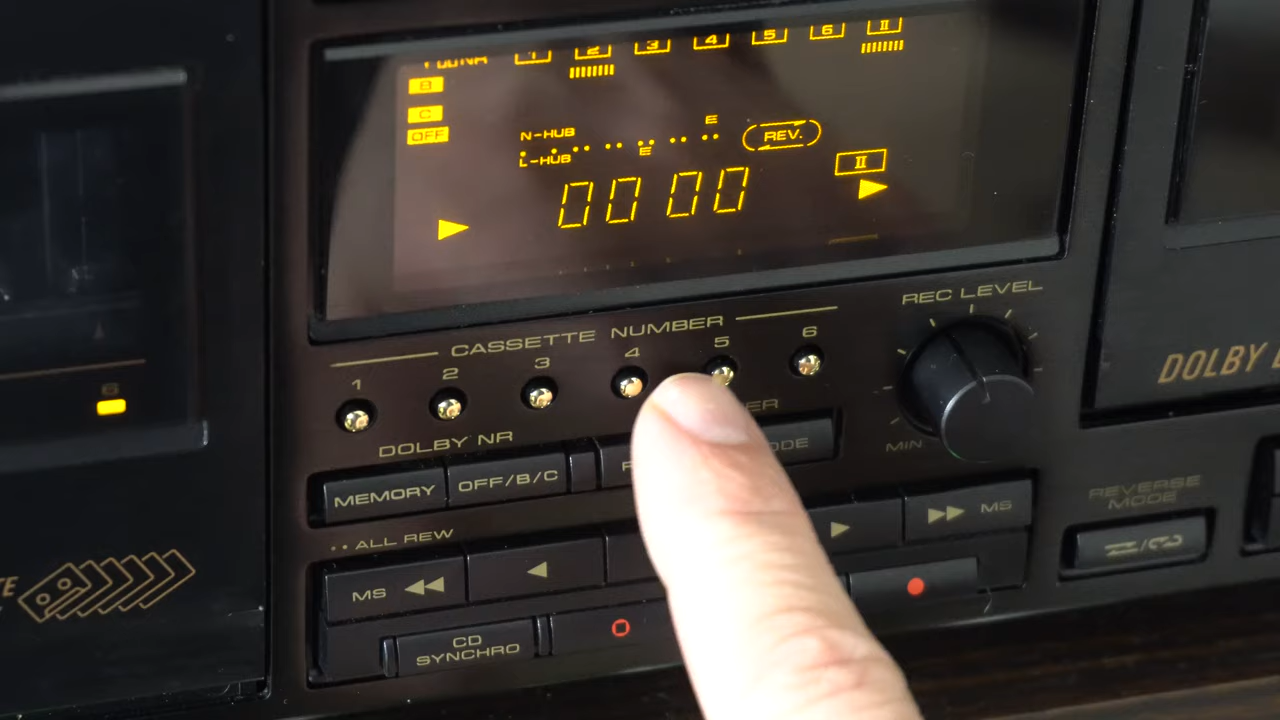 1 2 3 4 5 6 II
B
C
OFF
N-HUB E REV.
L-HUB E
II
0000
REC LEVEL
CASSETTE NUMBER
1 2 3 4 5 6
6
DOLBY
MIN.
DOLBY NR
MEMORY OFF/B/C
MS
REVERSE
MODE
ALL REW
MS
CD
SYNCHRO